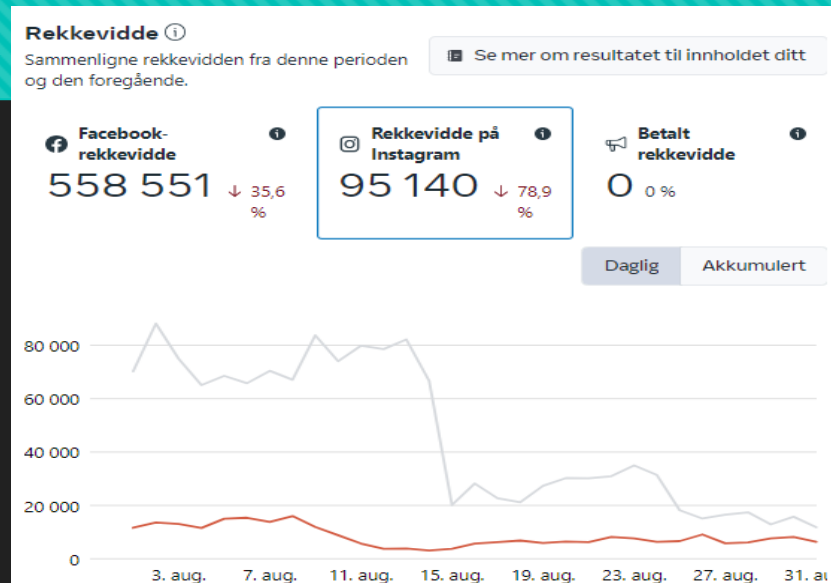 Rekkevidde
Sammenligne rekkevidden fra denne perioden
og den foregående.
Se mer om resultatet til innholdet ditt
Facebook-
rekkevidde
558 551 ↓ 35,6
%
Rekkevidde på
Instagram
95 140 ↓ 78,9
%
Betalt
rekkevidde
0 0 %
Daglig Akkumulert
80 000
60 000
40 000
20 000
0
3. aug. 7. aug. 11. aug. 15. aug. 19. aug. 23. aug. 27. aug. 31. au